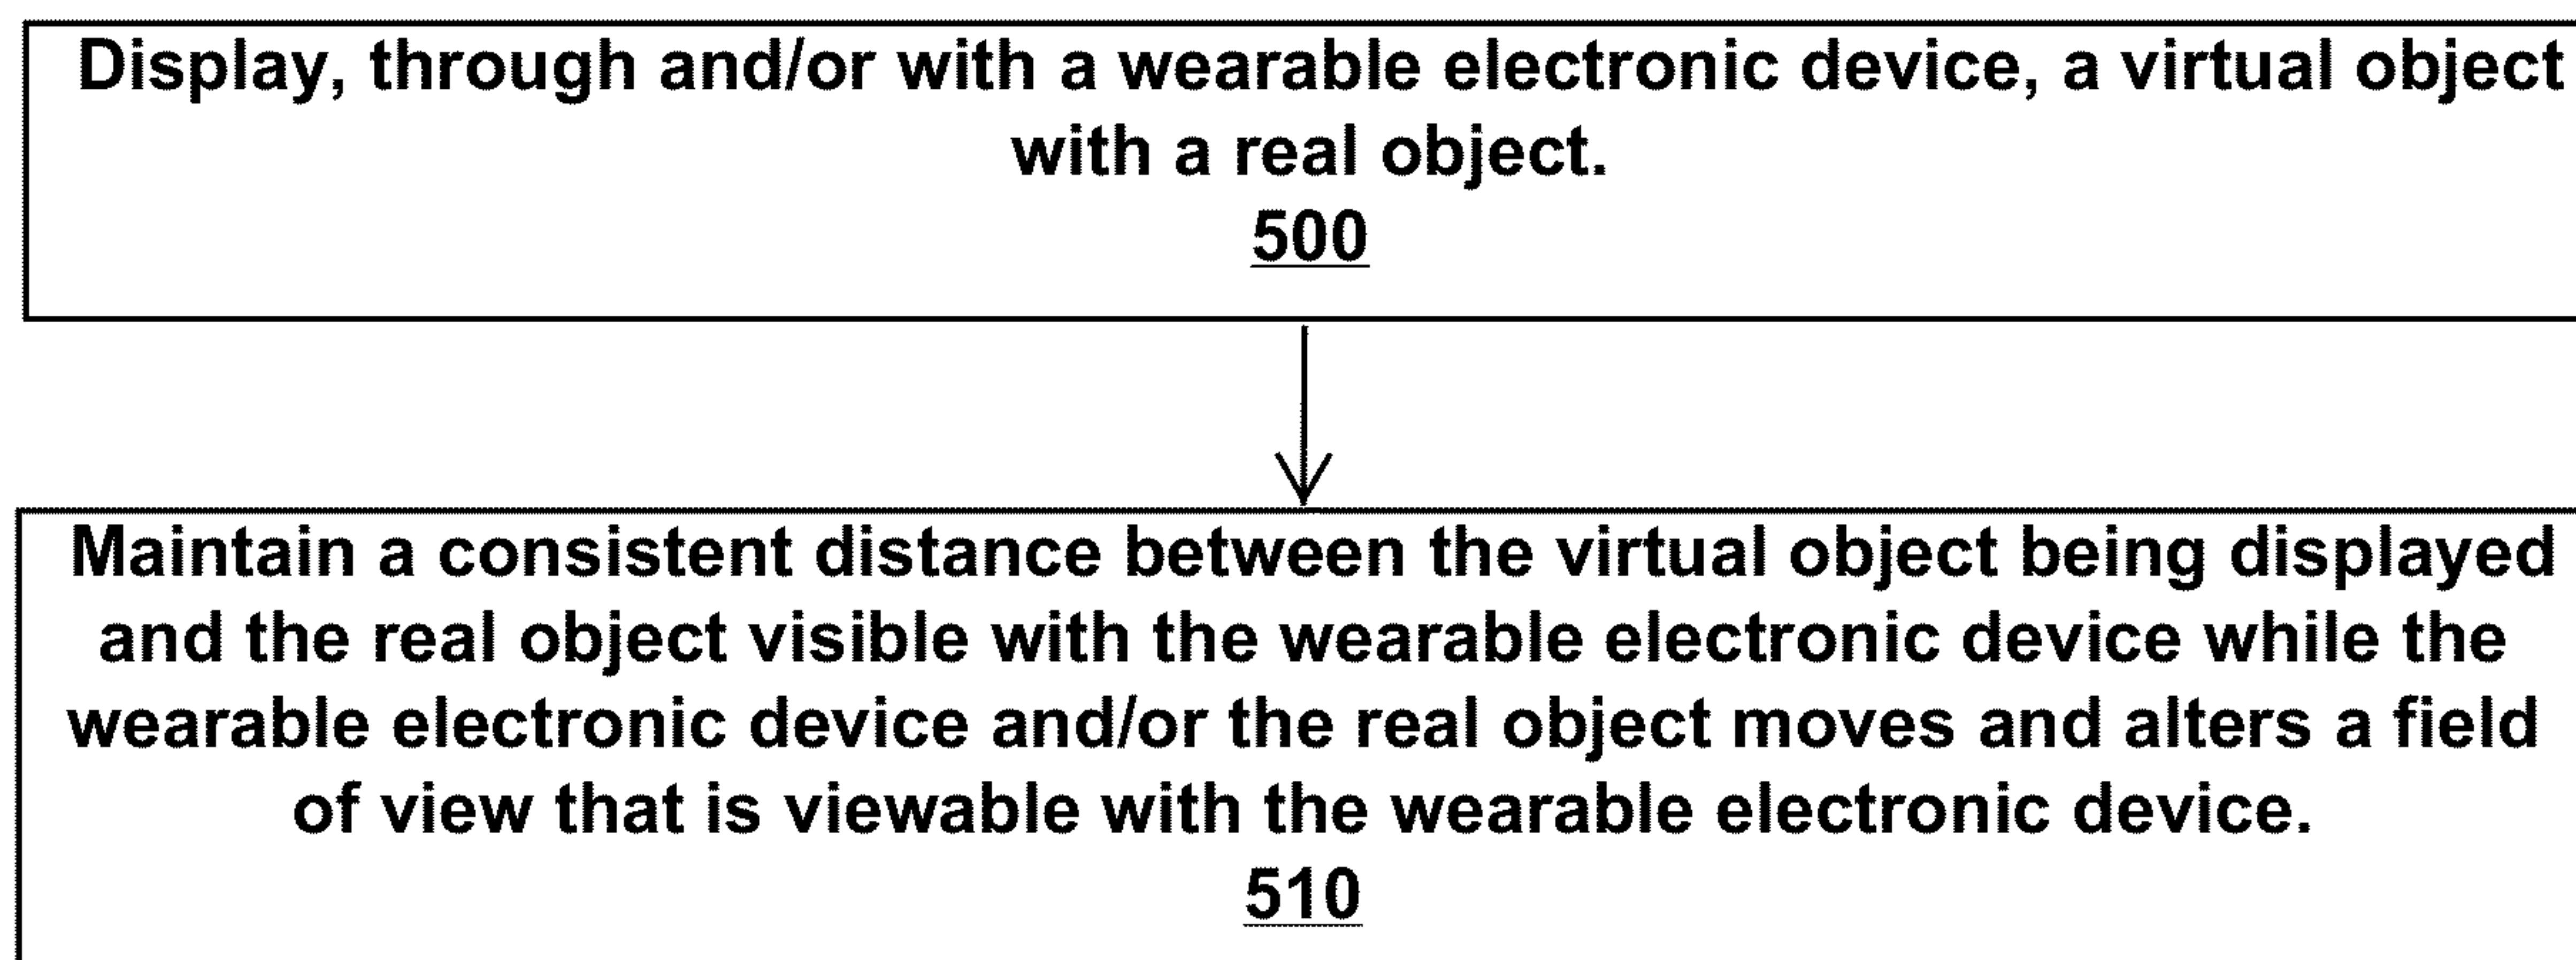 Display, through and/or with a wearable electronic device, a virtual object
with a real object.
500
Maintain a consistent distance between the virtual object being displayed
and the real object visible with the wearable electronic device while the
wearable electronic device and/or the real object moves and alters a field
of view that is viewable with the wearable electronic device.
510